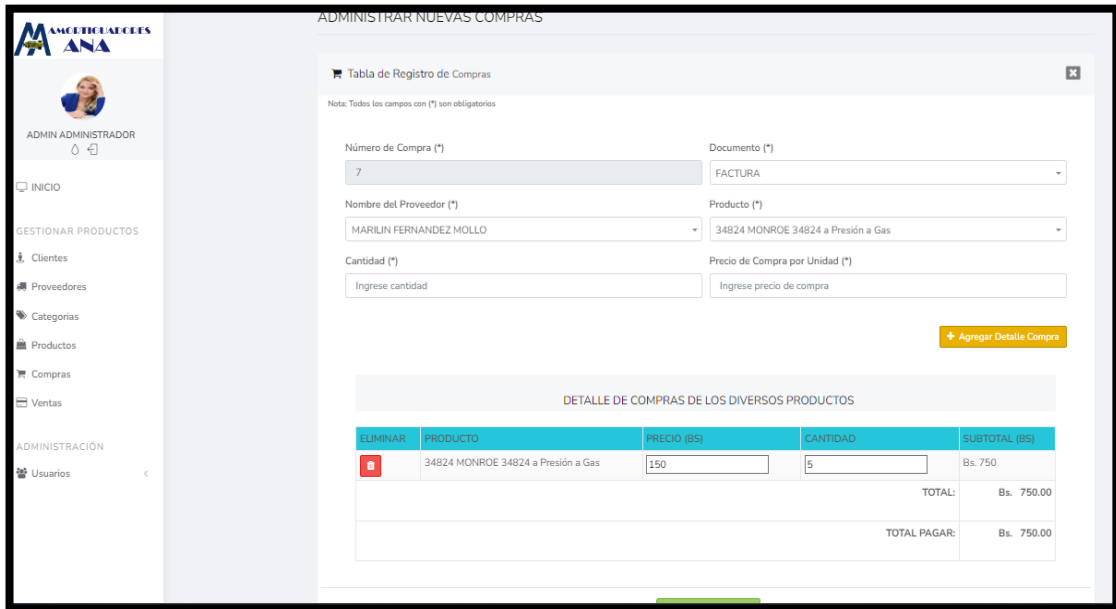 AMORTIGUADORES
ANA
ADMIN ADMINISTRADOR
INICIO
GESTIONAR PRODUCTOS
Clientes
Proveedores
Categorias
Productos
Compras
Ventas
ADMINISTRACIÓN
Usuarios
ADMINISTRAR NUEVAS COMPRAS
Tabla de Registro de Compras
Nota: Todos los campos con (*) son obligatorios
Número de Compra (*)
Documento (*)
7
FACTURA
Nombre del Proveedor (*)
Producto (*)
MARILIN FERNANDEZ MOLLO
34824 MONROE 34824 a Presión a Gas
Cantidad (*)
Precio de Compra por Unidad (*)
Ingrese cantidad
Ingrese precio de compra
+ Agregar Detalle Compra
DETALLE DE COMPRAS DE LOS DIVERSOS PRODUCTOS
ELIMINAR PRODUCTO PRECIO (BS) CANTIDAD SUBTOTAL (BS)
34824 MONROE 34824 a Presión a Gas 150 5 Bs. 750
TOTAL: Bs. 750.00
TOTAL PAGAR: Bs. 750.00